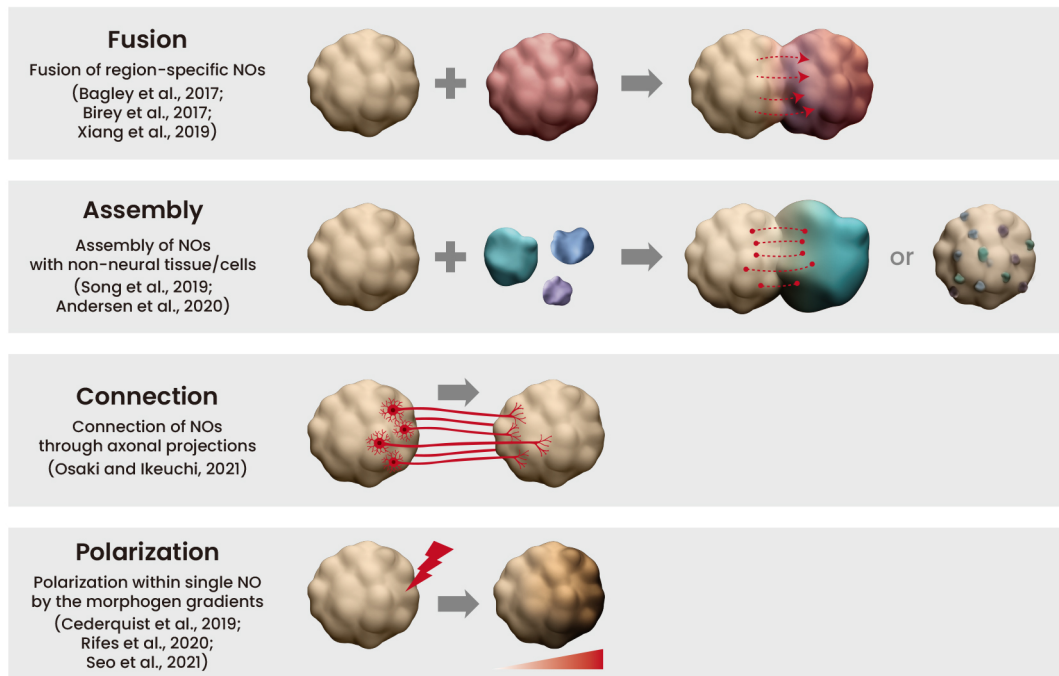 Fusion
Fusion of region-specific NOs
(Bagley et al., 2017;
Birey et al., 2017;
Xiang et al., 2019)
Assembly
Assembly of NOs
with non-neural tissue/cells
(Song et al., 2019;
Andersen et al., 2020)
or
Connection
Connection of NOs
through axonal projections
(Osaki and Ikeuchi, 2021)
Polarization
Polarization within single NO
by the morphogen gradients
(Cederquist et al., 2019;
Rifes et al., 2020;
Seo et al., 2021)